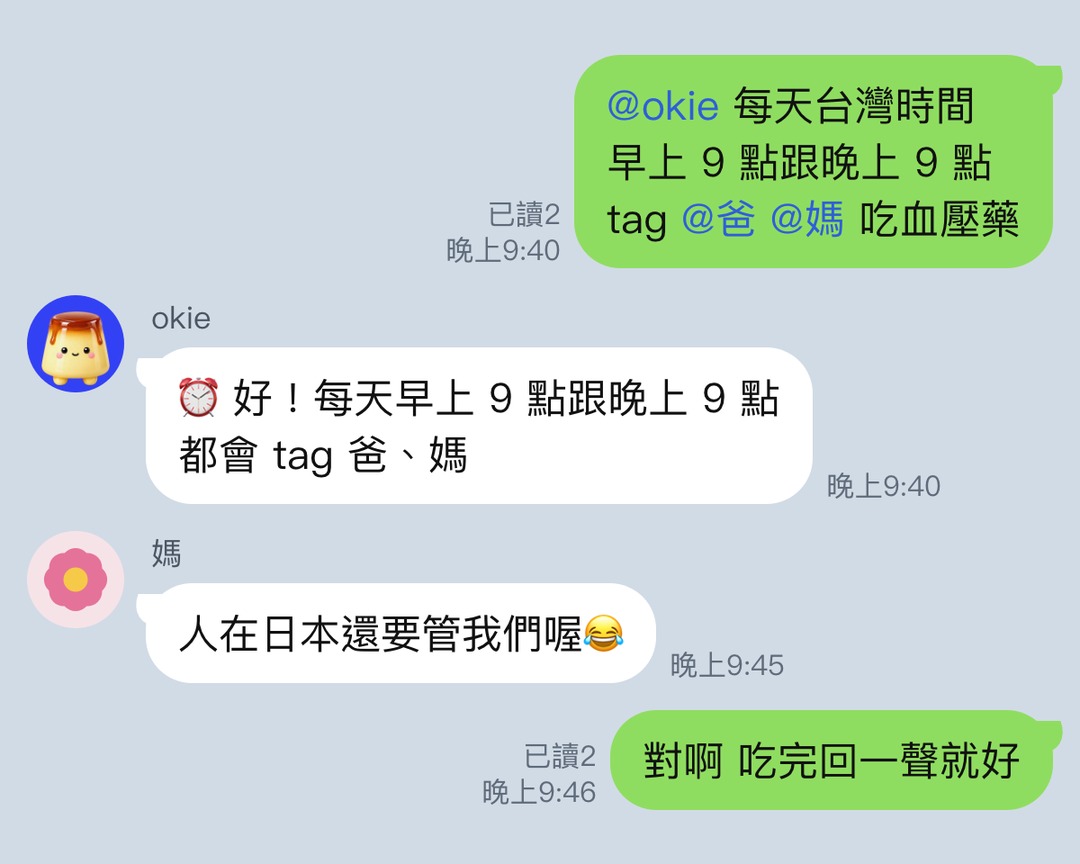 @okie 每天台灣時間
早上 9 點跟晚上 9 點
tag @爸 @媽 吃血壓藥
已讀2
晚上9:40
okie
⏰ 好！每天早上 9 點跟晚上 9 點
都會 tag 爸、媽
晚上9:40
媽
人在日本還要管我們喔😂
晚上9:45
對啊 吃完回一聲就好
已讀2
晚上9:46